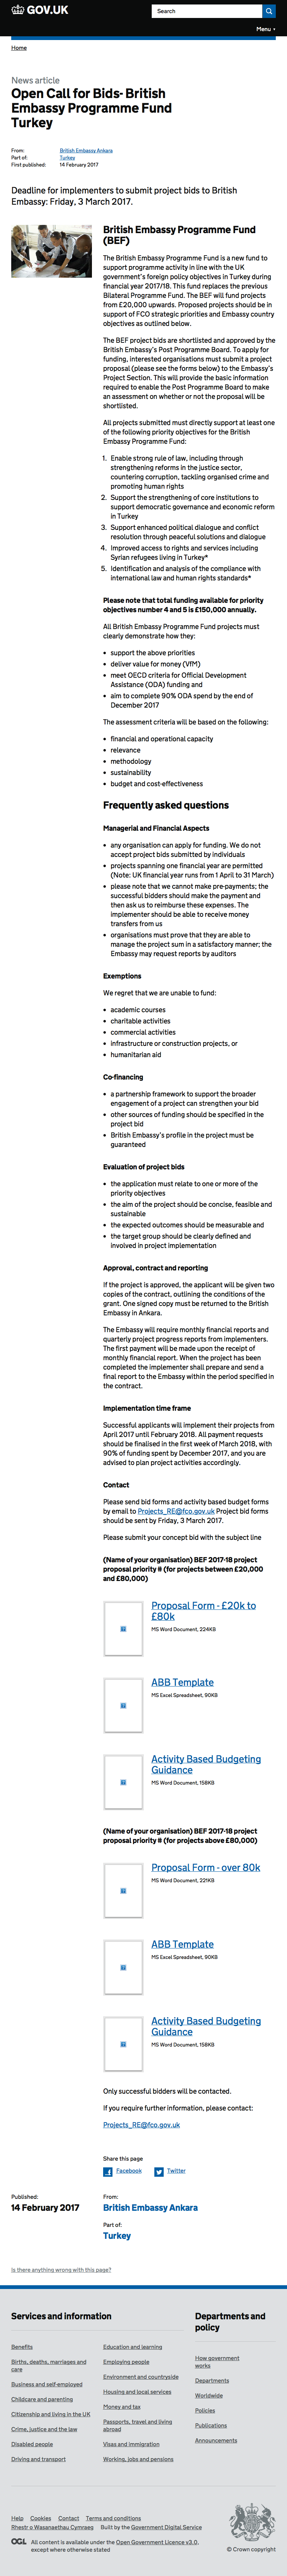 GOV.UK
Search
Menu
Home
News article
Open Call for Bids- British
Embassy Programme Fund
Turkey
From: British Embassy Ankara
Part of: Turkey
First published: 14 February 2017
Deadline for implementers to submit project bids to British
Embassy: Friday, 3 March 2017.
British Embassy Programme Fund
(BEF)
The British Embassy Programme Fund is a new fund to
support programme activity in line with the UK
government's foreign policy objectives in Turkey during
financial year 2017/18. This fund replaces the previous
Bilateral Programme Fund. The BEF will fund projects
from £20,000 upwards. Proposed projects should be in
support of FCO strategic priorities and Embassy country
objectives as outlined below.
The BEF project bids are shortlisted and approved by the
British Embassy's Post Programme Board. To apply for
funding, interested organisations must submit a project
proposal (please see the forms below) to the Embassy's
Project Section. This will provide the basic information
required to enable the Post Programme Board to make
an assessment on whether or not the proposal will be
shortlisted.
All projects submitted must directly support at least one
of the following priority objectives for the British
Embassy Programme Fund:
1. Enable strong rule of law, including through
strengthening reforms in the justice sector,
countering corruption, tackling organised crime and
promoting human rights
2. Support the strengthening of core institutions to
support democratic governance and economic reform
in Turkey
3. Support enhanced political dialogue and conflict
resolution through peaceful solutions and dialogue
4. Improved access to rights and services including
Syrian refugees living in Turkey*
5. Identification and analysis of the compliance with
international law and human rights standards*
Please note that total funding available for priority
objectives number 4 and 5 is £150,000 annually.
All British Embassy Programme Fund projects must
clearly demonstrate how they:
• support the above priorities
• deliver value for money (VfM)
• meet OECD criteria for Official Development
Assistance (ODA) funding and
• aim to complete 90% ODA spend by the end of
December 2017
The assessment criteria will be based on the following:
• financial and operational capacity
• relevance
• methodology
• sustainability
• budget and cost-effectiveness
Frequently asked questions
Managerial and Financial Aspects
• any organisation can apply for funding. We do not
accept project bids submitted by individuals
• projects spanning one financial year are permitted
(Note: UK financial year runs from 1 April to 31 March)
• please note that we cannot make pre-payments;
successful bidders should make the payment and
then ask us to reimburse these expenses. The
implementer should be able to receive money
transfers from us
• organisations must prove that they are able to
manage the project in a satisfactory manner; the
Embassy may request reports by auditors
Exemptions
We regret that we are unable to fund:
• academic courses
• charitable activities
• commercial activities
• infrastructure or construction projects, or
• humanitarian aid
Co-financing
• a partnership framework to support the broader
engagement of a project can strengthen your bid
• other sources of funding should be specified in the
project bid
• British Embassy's profile in the project must be
guaranteed
Evaluation of project bids
• the application must relate to one or more of the
priority objectives
• the aim of the project should be concise, feasible and
sustainable
• the expected outcomes should be measurable and
• the target group should be clearly defined and
involved in project implementation
Approval, contract and reporting
If the project is approved, the applicant will be given two
copies of the contract, outlining the conditions of the
grant. One signed copy must be returned to the British
Embassy in Ankara.
The Embassy will require monthly financial reports and
quarterly project progress reports from implementers.
The first payment will be made upon the receipt of
monthly financial report. When the project has been
completed the implementer shall prepare and send a
final report to the Embassy within the period specified in
the contract.
Implementation time frame
Successful applicants will implement their projects from
April 2017 until February 2018. All payment requests
should be finalised in the first week of March 2018, with
90% of funding spent by December 2017, and you are
advised to plan project activities accordingly.
Contact
Please send bid forms and activity based budget forms
by email to Projects_RE@fco.gov.uk Project bid forms
should be sent by Friday, 3 March 2017.
Please submit your concept bid with the subject line
(Name of your organisation) BEF 2017-18 project
proposal priority # (for projects between £20,000
and £80,000)
Proposal Form - £20k to
£80k
MS Word Document, 224KB
ABB Template
MS Excel Spreadsheet, 90KB
Activity Based Budgeting
Guidance
MS Word Document, 158KB
(Name of your organisation) BEF 2017-18 project
proposal priority # (for projects above £80,000)
Proposal Form - over 80k
MS Word Document, 221KB
ABB Template
MS Excel Spreadsheet, 90KB
Activity Based Budgeting
Guidance
MS Word Document, 158KB
Only successful bidders will be contacted.
If you require further information, please contact:
Projects_RE@fco.gov.uk
Share this page
Facebook Twitter
Published:
14 February 2017
From:
British Embassy Ankara
Part of:
Turkey
Is there anything wrong with this page?
Services and information
Benefits
Births, deaths, marriages and
care
Business and self-employed
Childcare and parenting
Citizenship and living in the UK
Crime, justice and the law
Disabled people
Driving and transport
Education and learning
Employing people
Environment and countryside
Housing and local services
Money and tax
Passports, travel and living
abroad
Visas and immigration
Working, jobs and pensions
Departments and
policy
How government
works
Departments
Worldwide
Policies
Publications
Announcements
Help Cookies Contact Terms and conditions
Rhestr o Wasanaethau Cymraeg Built by the Government Digital Service
OGL All content is available under the Open Government Licence v3.0,
except where otherwise stated
© Crown copyright